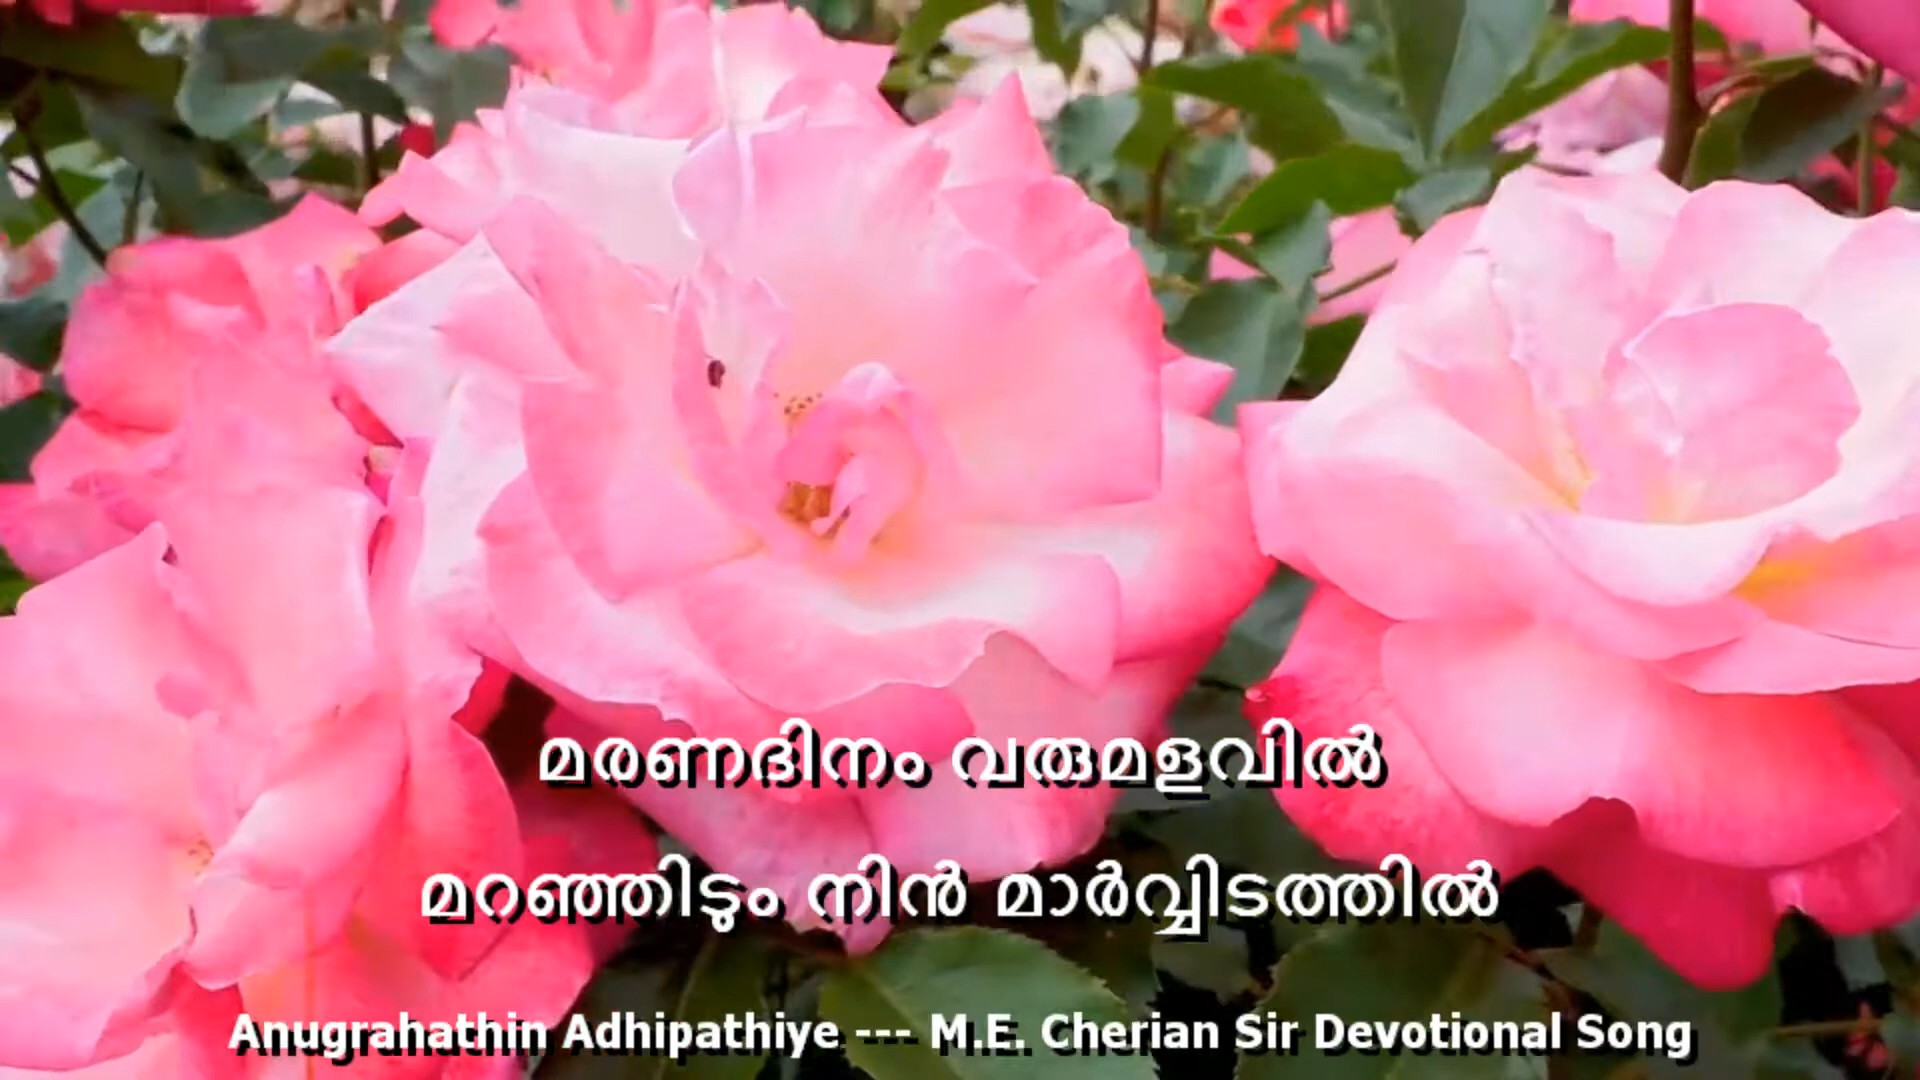 മരണദിനം വരുമളവിൽ
മറഞ്ഞിടും നിൻ മാർവ്വിടത്തിൽ
Anugrahathin Adhipathiye --- M.E. Cherian Sir Devotional Song